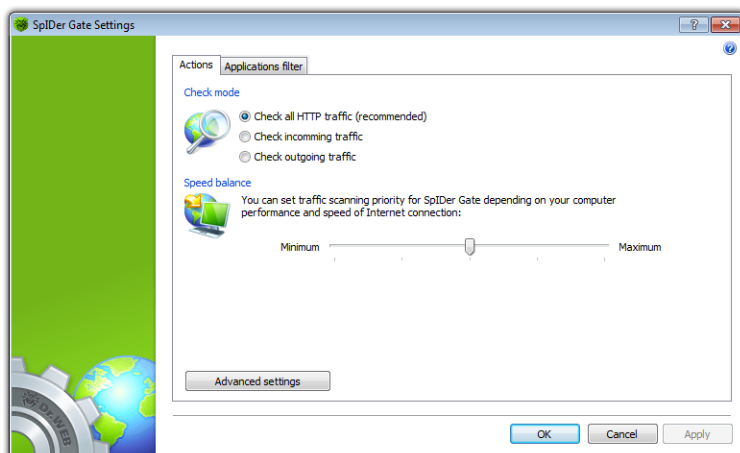 SpIDer Gate Settings
Actions
Applications filter
Check mode
Check all HTTP traffic (recommended)
Check incomming traffic
Check outgoing traffic
Speed balance
You can set traffic scanning priority for SpIDer Gate depending on your computer
performance and speed of Internet connection:
Minimum
Maximum
Advanced settings
Dr.WEB
OK
Cancel
Apply